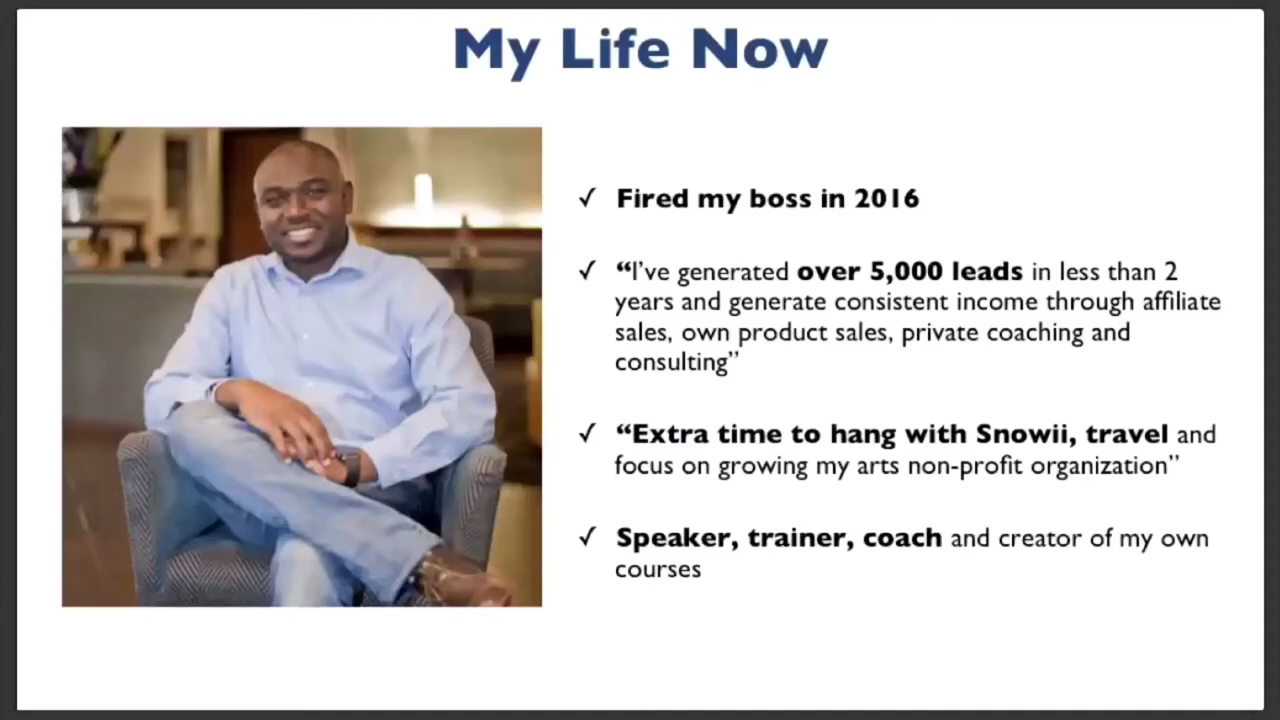 My Life Now
✓ Fired my boss in 2016
✓ “I’ve generated over 5,000 leads in less than 2
years and generate consistent income through affiliate
sales, own product sales, private coaching and
consulting”
✓ “Extra time to hang with Snowii, travel and
focus on growing my arts non-profit organization”
✓ Speaker, trainer, coach and creator of my own
courses